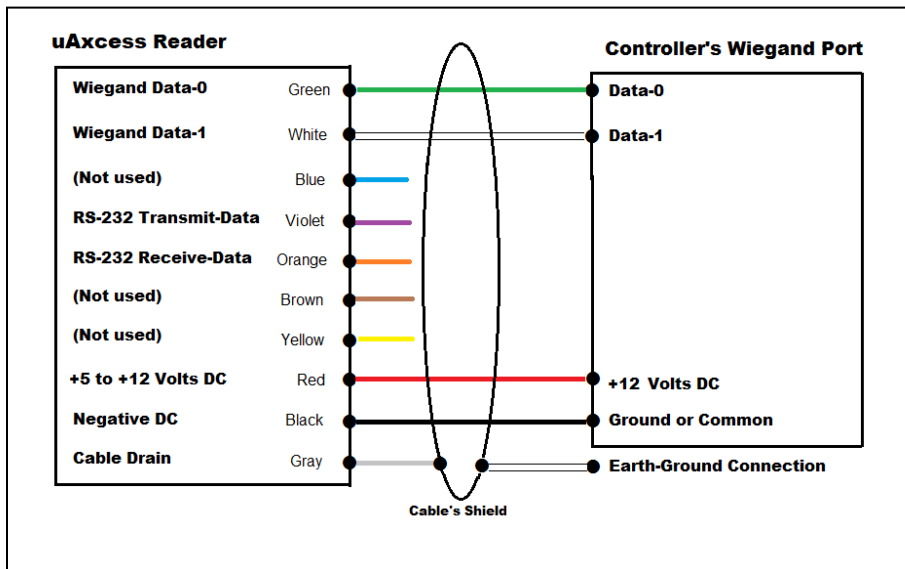 uAxcess Reader
Controller's Wiegand Port
Wiegand Data-0 Green Data-0
Wiegand Data-1 White Data-1
(Not used) Blue
RS-232 Transmit-Data Violet
RS-232 Receive-Data Orange
(Not used) Brown
(Not used) Yellow
+5 to +12 Volts DC Red +12 Volts DC
Negative DC Black Ground or Common
Cable Drain Gray Earth-Ground Connection
Cable's Shield